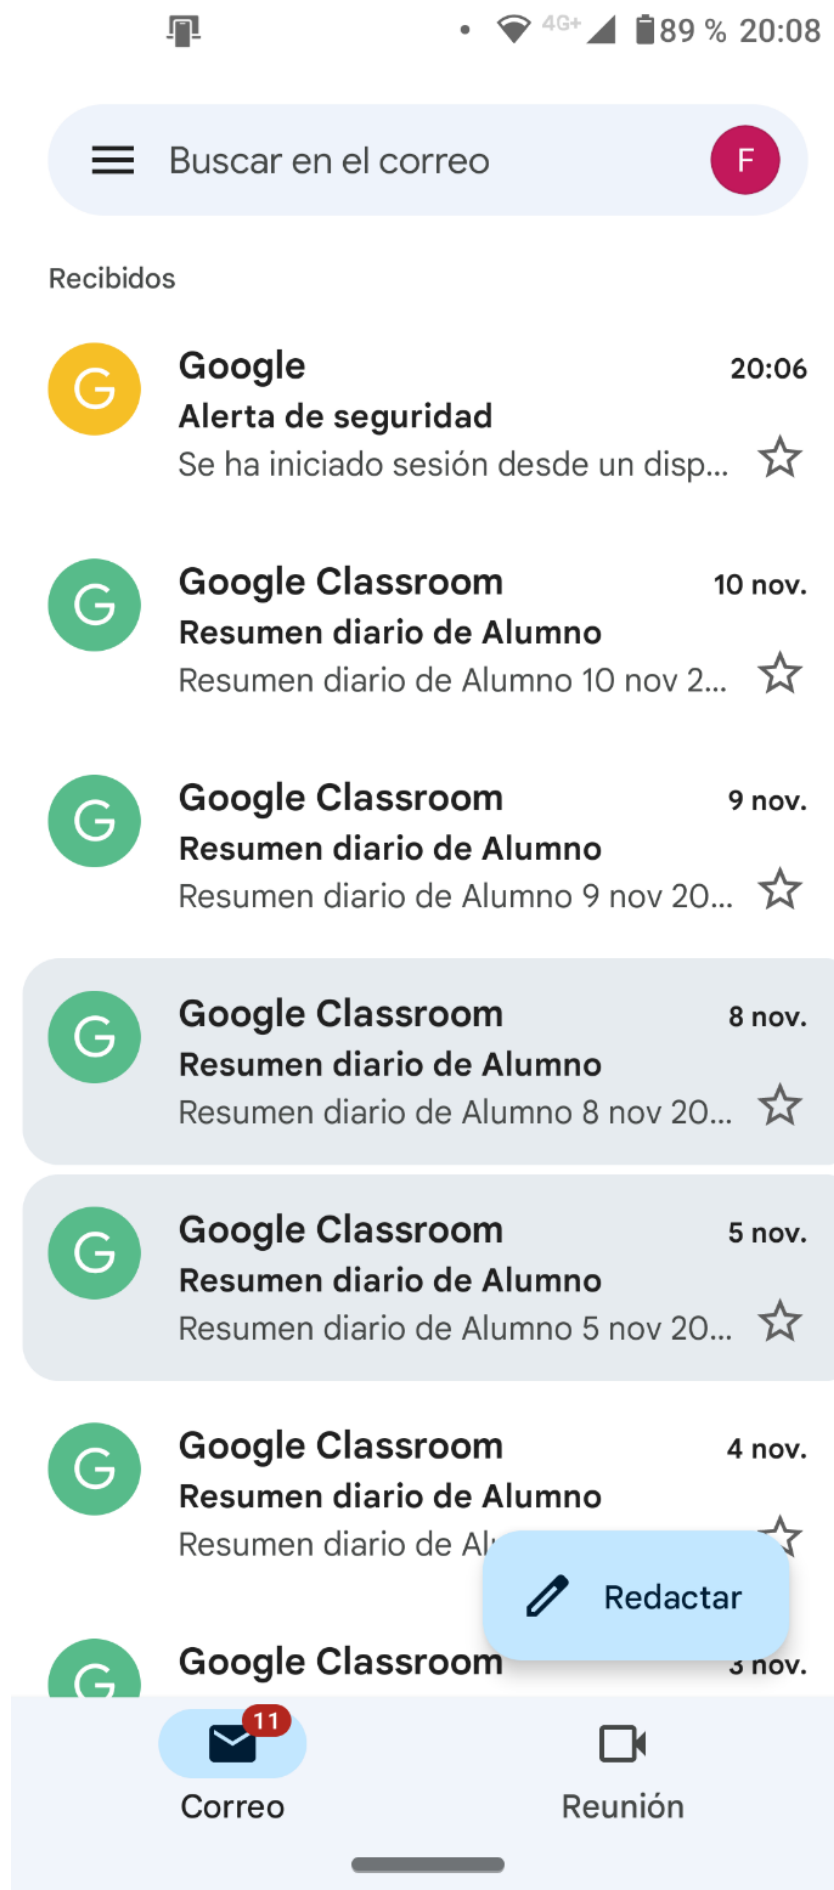 4G+ 89 % 20:08
Buscar en el correo F
Recibidos
G Google 20:06
Alerta de seguridad
Se ha iniciado sesión desde un disp...
G Google Classroom 10 nov.
Resumen diario de Alumno
Resumen diario de Alumno 10 nov 2...
G Google Classroom 9 nov.
Resumen diario de Alumno
Resumen diario de Alumno 9 nov 20...
G Google Classroom 8 nov.
Resumen diario de Alumno
Resumen diario de Alumno 8 nov 20...
G Google Classroom 5 nov.
Resumen diario de Alumno
Resumen diario de Alumno 5 nov 20...
G Google Classroom 4 nov.
Resumen diario de Alumno
Resumen diario de
Redactar
G Google Classroom 3 nov.
11
Correo Reunión